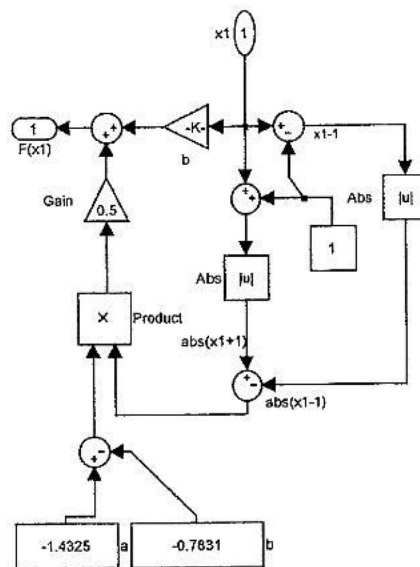 x1 1
1
F(x1)
-K-
b
x1-1
Gain
0.5
Abs
|u|
1
Abs
|u|
×
Product
abs(x1+1)
abs(x1-1)
-1.4325 a
-0.7631 b